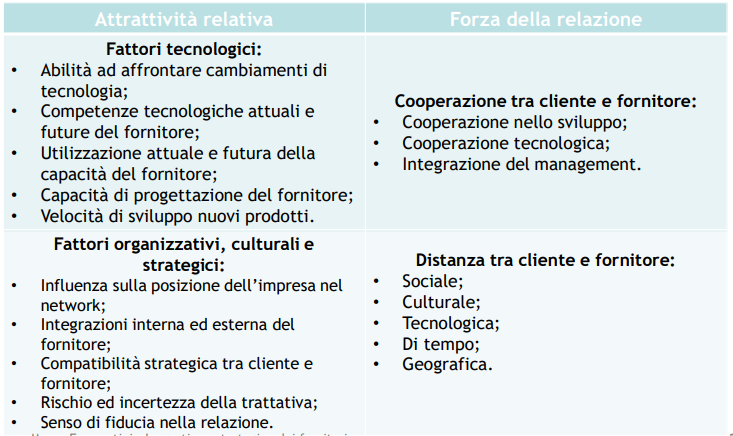 Attrattività relativa
Forza della relazione
Fattori tecnologici:
• Abilità ad affrontare cambiamenti di
tecnologia;
• Competenze tecnologiche attuali e
future del fornitore;
• Utilizzazione attuale e futura della
capacità del fornitore;
• Capacità di progettazione del fornitore;
• Velocità di sviluppo nuovi prodotti.
Cooperazione tra cliente e fornitore:
• Cooperazione nello sviluppo;
• Cooperazione tecnologica;
• Integrazione del management.
Fattori organizzativi, culturali e
strategici:
• Influenza sulla posizione dell'impresa nel
network;
• Integrazioni interna ed esterna del
fornitore;
• Compatibilità strategica tra cliente e
fornitore;
• Rischio ed incertezza della trattativa;
• Senso di fiducia nella relazione.
Distanza tra cliente e fornitore:
• Sociale;
• Culturale;
• Tecnologica;
• Di tempo;
• Geografica.